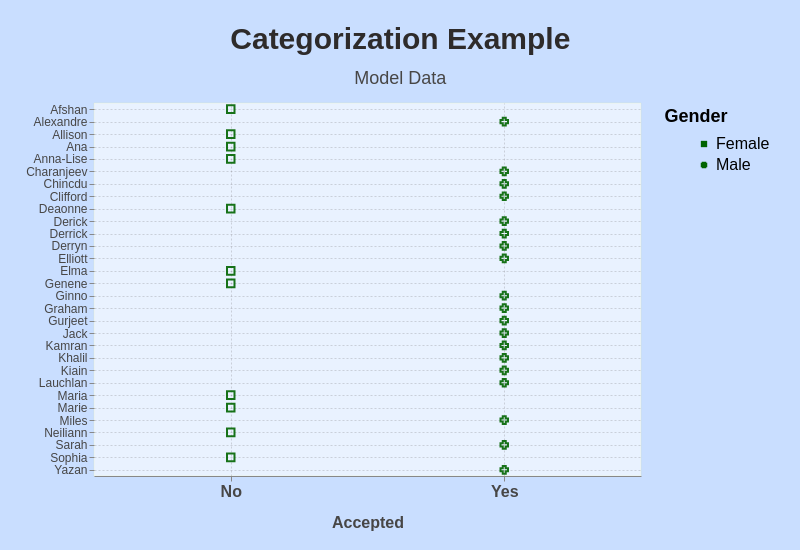 Categorization Example
Model Data
Afshan
Alexandre
Allison
Ana
Anna-Lise
Charanjeev
Chincdu
Clifford
Deaonne
Derick
Derrick
Derryn
Elliott
Elma
Genene
Ginno
Graham
Gurjeet
Jack
Kamran
Khalil
Kiain
Lauchlan
Maria
Marie
Miles
Neiliann
Sarah
Sophia
Yazan
No
Yes
Accepted
Gender
Female
Male